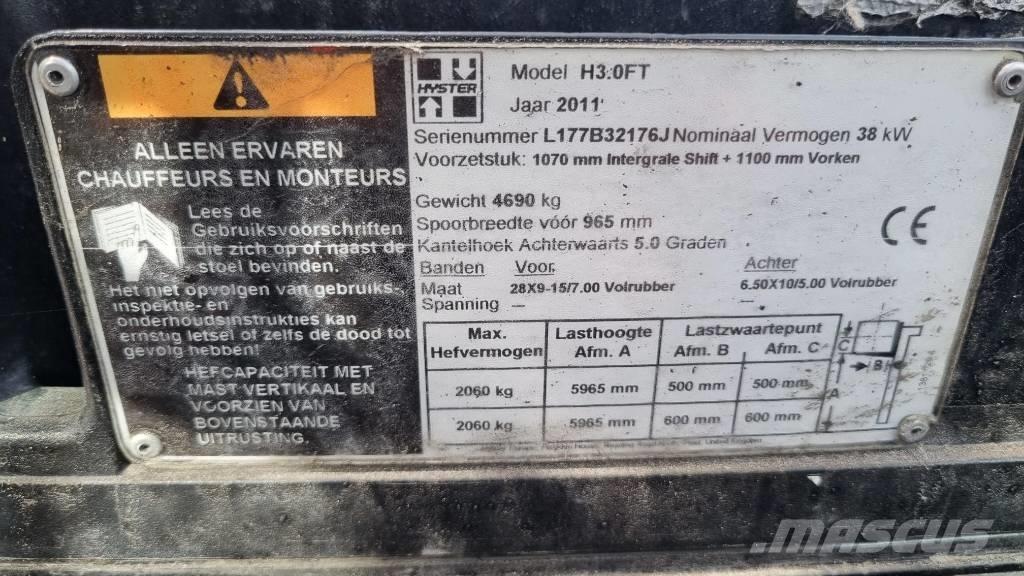 ALLEEN ERVAREN
CHAUFFEURS EN MONTEURS
Lees de
Gebruiksvoorschriften
die zich op of naast de
stoel bevinden.
Het niet opvolgen van gebruiks-,
inspektie- en
onderhoudsinstrukties kan
ernstig letsel of zelfs de dood tot
gevolg hebben!
HEFCAPACITEIT MET
MAST VERTIKAAL EN
VOORZIEN VAN
BOVENSTAANDE
UITRUSTING.
HYSTER
Model H3.0FT
Jaar 2011
Serienummer L177B32176J Nominaal Vermogen 38 kW
Voorzetstuk: 1070 mm Intergrale Shift + 1100 mm Vorken
Gewicht 4690 kg
Spoorbreedte vóór 965 mm
Kantelhoek Achterwaarts 5.0 Graden
CE
Banden Voor Achter
Maat 28X9-15/7.00 Volrubber 6.50X10/5.00 Volrubber
Spanning — —
Max. Hefvermogen Lasthoogte Afm. A Lastzwaartepunt Afm. B Afm. C
2060 kg 5965 mm 500 mm 500 mm
2060 kg 5965 mm 600 mm 600 mm
C
B
A
United Kingdom
MASCUS